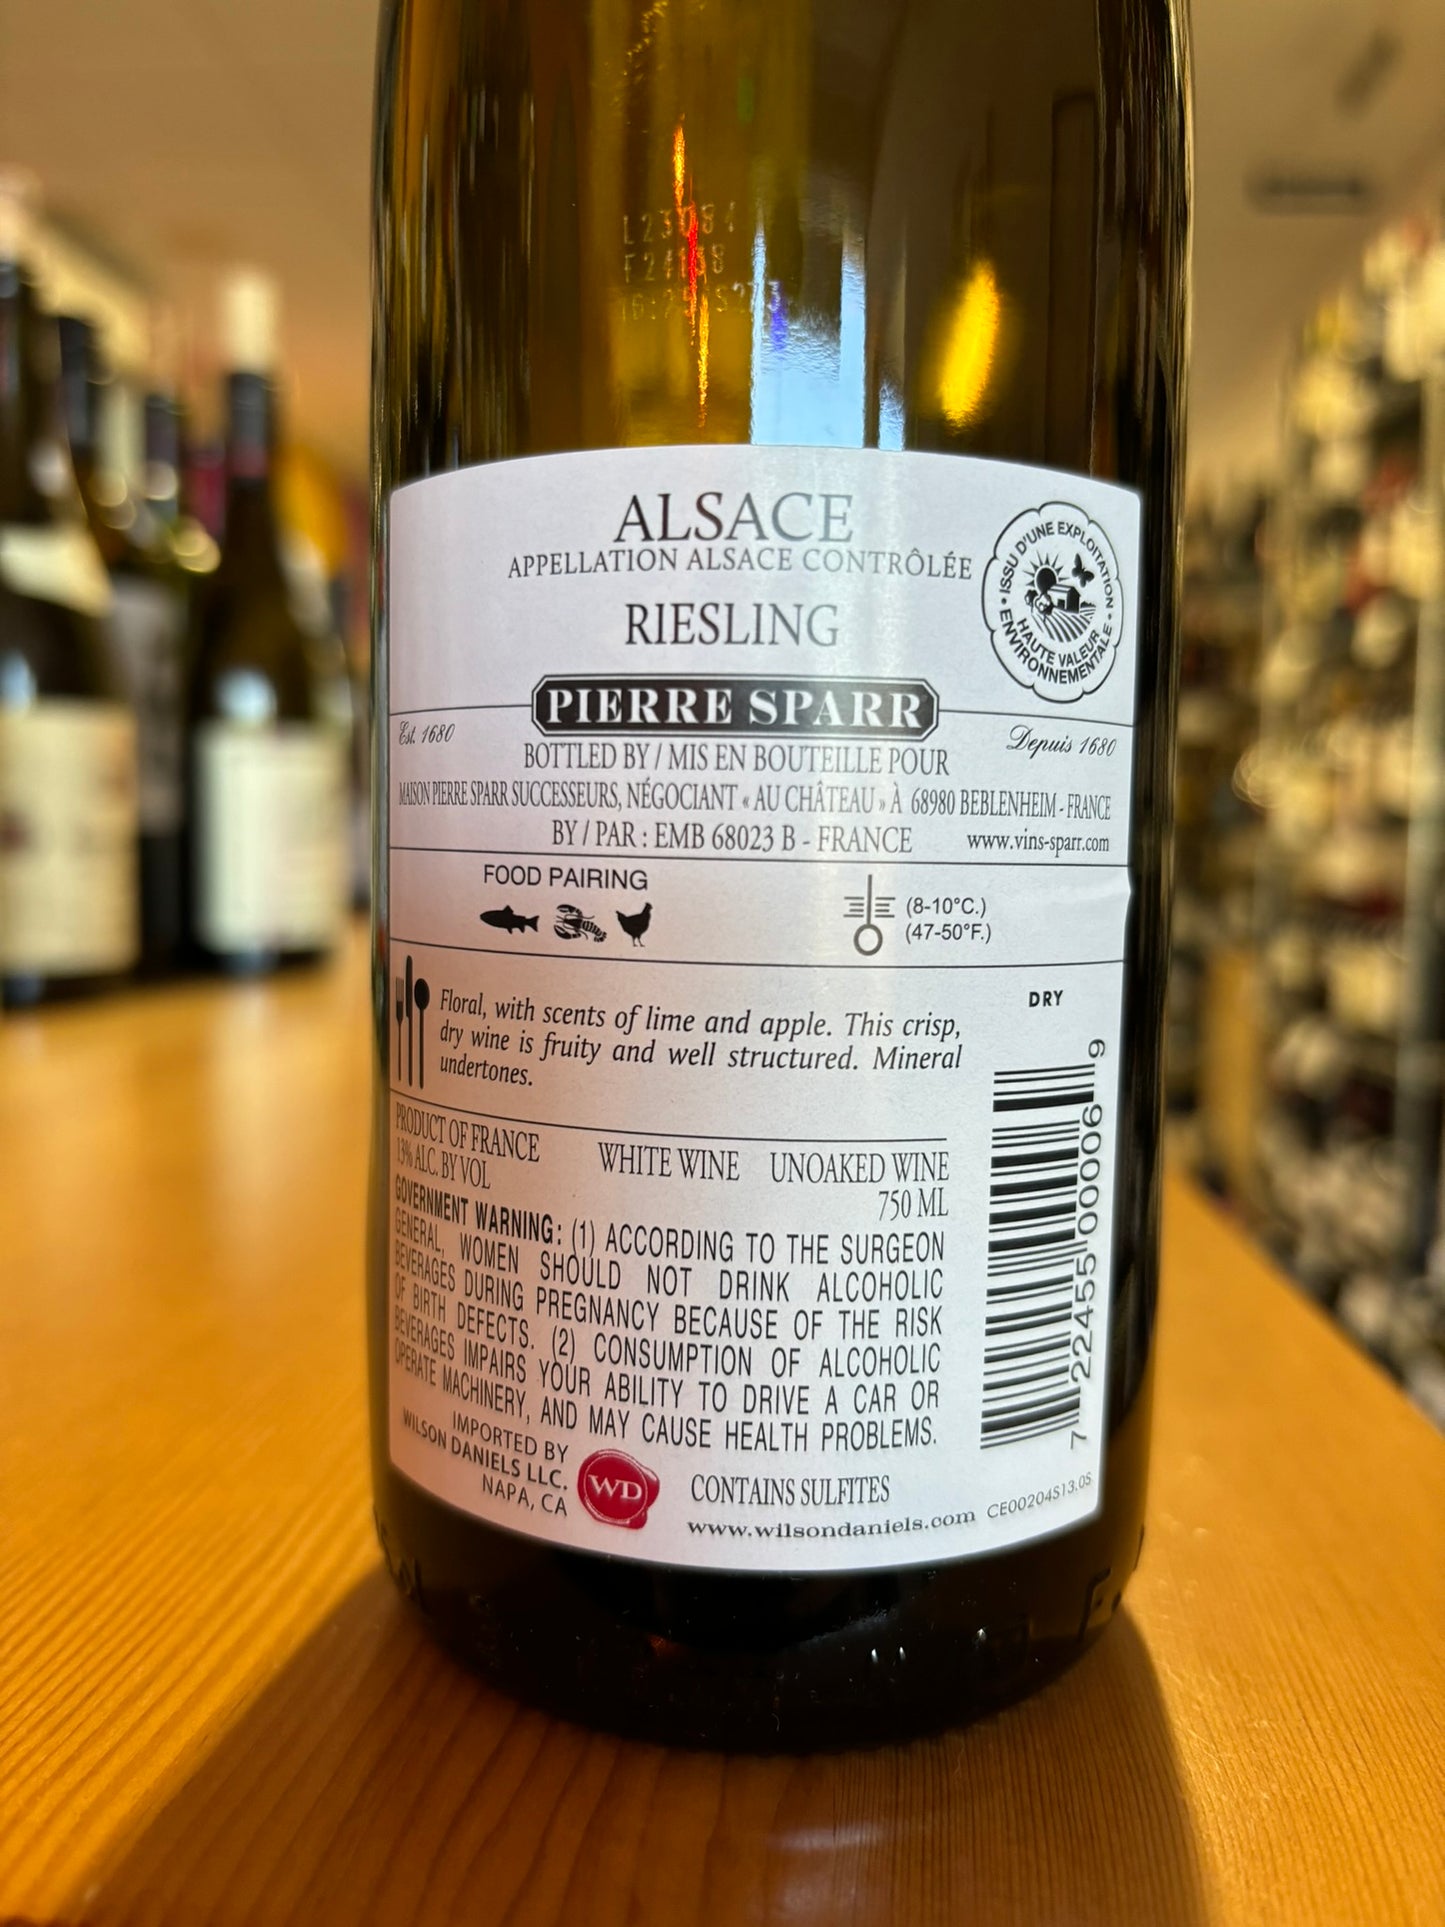 L23081
ALSACE
APPELLATION ALSACE CONTRÔLÉE
RIESLING
• ISSU D'UNE EXPLOITATION •
HAUTE VALEUR
ENVIRONNEMENTALE
PIERRE SPARR
Est. 1680
Depuis 1680
BOTTLED BY / MIS EN BOUTEILLE POUR
MAISON PIERRE SPARR SUCCESSEURS, NÉGOCIANT « AU CHÂTEAU » À 68980 BEBLENHEIM - FRANCE
BY / PAR : EMB 68023 B - FRANCE www.vins-sparr.com
FOOD PAIRING
(8-10°C.)
(47-50°F.)
DRY
Floral, with scents of lime and apple. This crisp,
dry wine is fruity and well structured. Mineral
undertones.
PRODUCT OF FRANCE WHITE WINE UNOAKED WINE
13% ALC. BY VOL 750 ML
GOVERNMENT WARNING: (1) ACCORDING TO THE SURGEON
GENERAL, WOMEN SHOULD NOT DRINK ALCOHOLIC
BEVERAGES DURING PREGNANCY BECAUSE OF THE RISK
OF BIRTH DEFECTS. (2) CONSUMPTION OF ALCOHOLIC
BEVERAGES IMPAIRS YOUR ABILITY TO DRIVE A CAR OR
OPERATE MACHINERY, AND MAY CAUSE HEALTH PROBLEMS.
7 22455 00006 9
IMPORTED BY
WILSON DANIELS LLC.
NAPA, CA
WD
CONTAINS SULFITES
www.wilsondaniels.com CE00204S13.0S